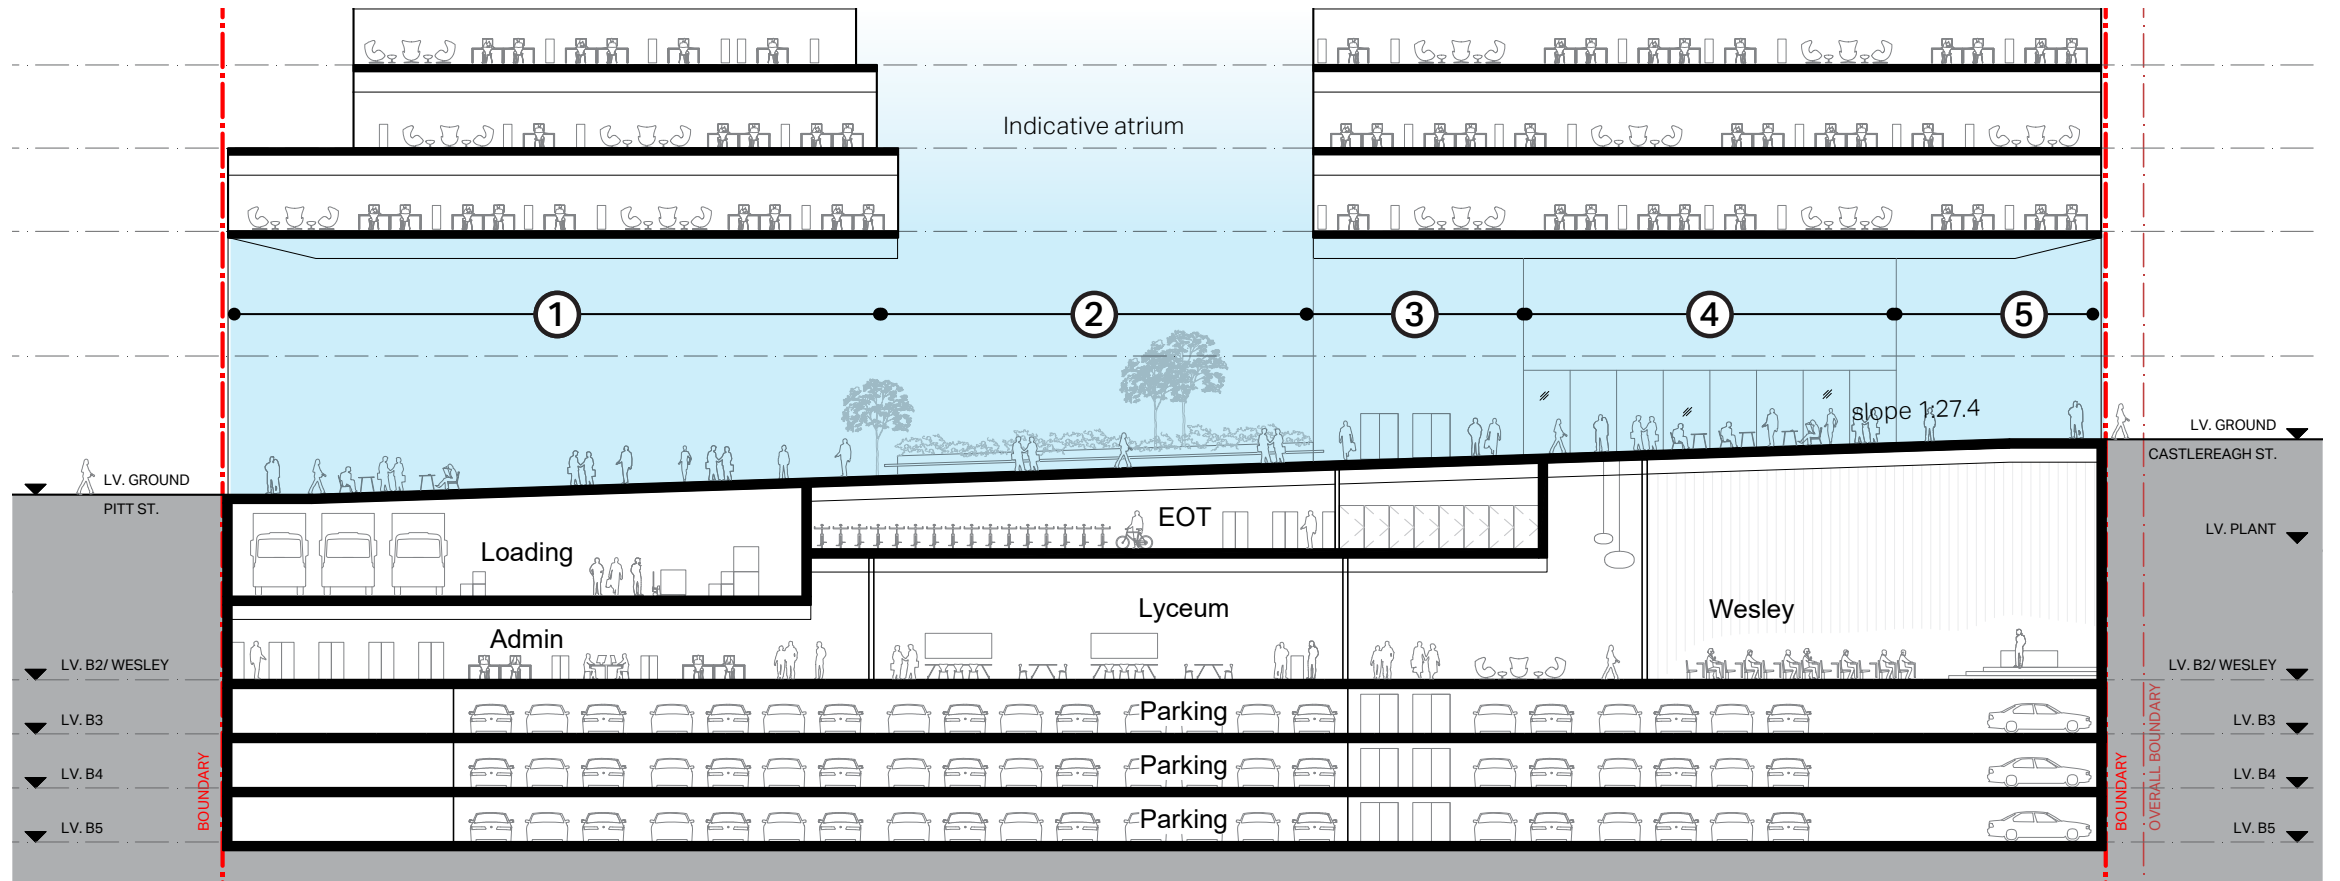 Indicative atrium
1
2
3
4
5
slope 1:27.4
LV. GROUND
CASTLEREAGH ST.
LV. GROUND
PITT ST.
EOT
LV. PLANT
Loading
Lyceum
Wesley
Admin
LV. B2/ WESLEY
LV. B2/ WESLEY
LV. B3
Parking
LV. B3
LV. B4
Parking
LV. B4
LV. B5
Parking
LV. B5
BOUNDARY
BOUNDARY
OVERALL BOUNDARY